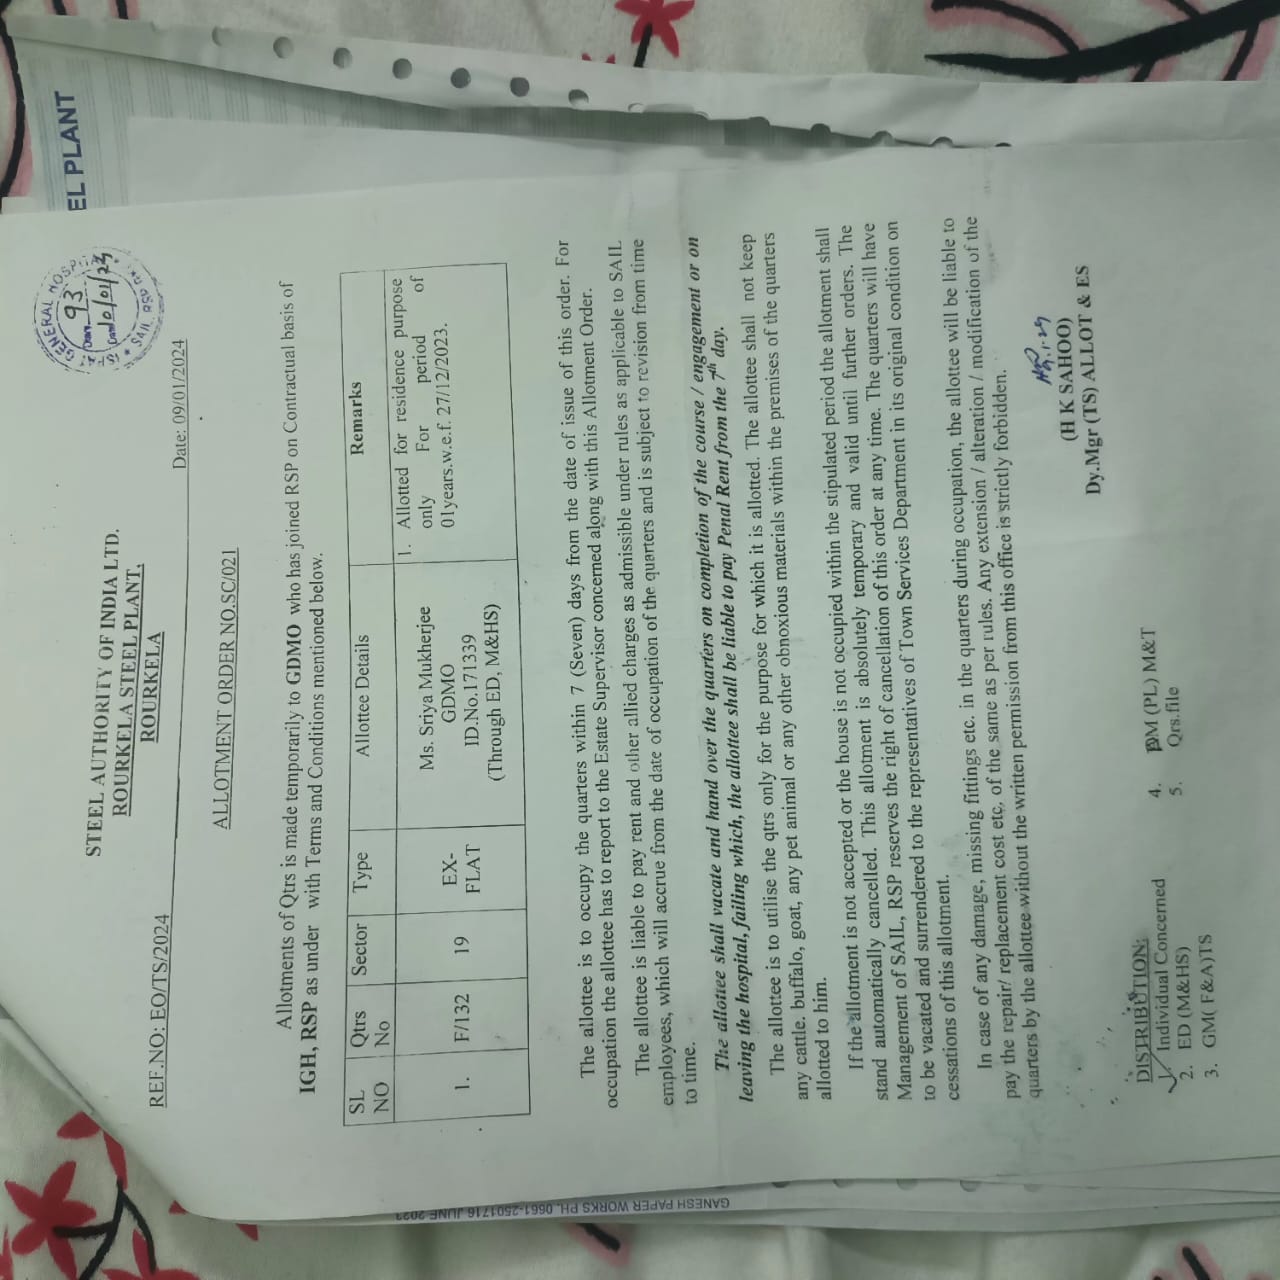 EL PLANT
GENERAL HOSP
93
10/01/23
SAIL RSP
STEEL AUTHORITY OF INDIA LTD.
ROURKELA STEEL PLANT,
ROURKELA
REF.NO: EO/TS/2024
Date: 09/01/2024
ALLOTMENT ORDER NO.SC/021
Allotments of Qtrs is made temporarily to GDMO who has joined RSP on Contractual basis of
IGH, RSP as under with Terms and Conditions mentioned below.
SL NO Qtrs No Sector Type Allottee Details Remarks
1. F/132 19 EX-FLAT Ms. Sriya Mukherjee
GDMO
ID.No.171339
(Through ED, M&HS)
1. Allotted for residence purpose
only For period of
01years.w.e.f. 27/12/2023.
The allottee is to occupy the quarters within 7 (Seven) days from the date of issue of this order. For
occupation the allottee has to report to the Estate Supervisor concerned along with this Allotment Order.
The allottee is liable to pay rent and other allied charges as admissible under rules as applicable to SAIL
employees, which will accrue from the date of occupation of the quarters and is subject to revision from time
to time.
The allottee shall vacate and hand over the quarters on completion of the course / engagement or on
leaving the hospital, failing which, the allottee shall be liable to pay Penal Rent from the 7th day.
The allottee is to utilise the qtrs only for the purpose for which it is allotted. The allottee shall not keep
any cattle. buffalo, goat, any pet animal or any other obnoxious materials within the premises of the quarters
allotted to him.
If the allotment is not accepted or the house is not occupied within the stipulated period the allotment shall
stand automatically cancelled. This allotment is absolutely temporary and valid until further orders. The
Management of SAIL, RSP reserves the right of cancellation of this order at any time. The quarters will have
to be vacated and surrendered to the representatives of Town Services Department in its original condition on
cessations of this allotment.
In case of any damage, missing fittings etc. in the quarters during occupation, the allottee will be liable to
pay the repair/ replacement cost etc. of the same as per rules. Any extension / alteration / modification of the
quarters by the allottee without the written permission from this office is strictly forbidden.
(H K SAHOO)
Dy.Mgr (TS) ALLOT & ES
DISTRIBUTION:
Individual Concerned
2. ED (M&HS)
3. GM( F&A)TS
4. DM (PL) M&T
5. Qrs.file
GANESH PAPER WORKS PH. 0661-2501716 JUNE 2023